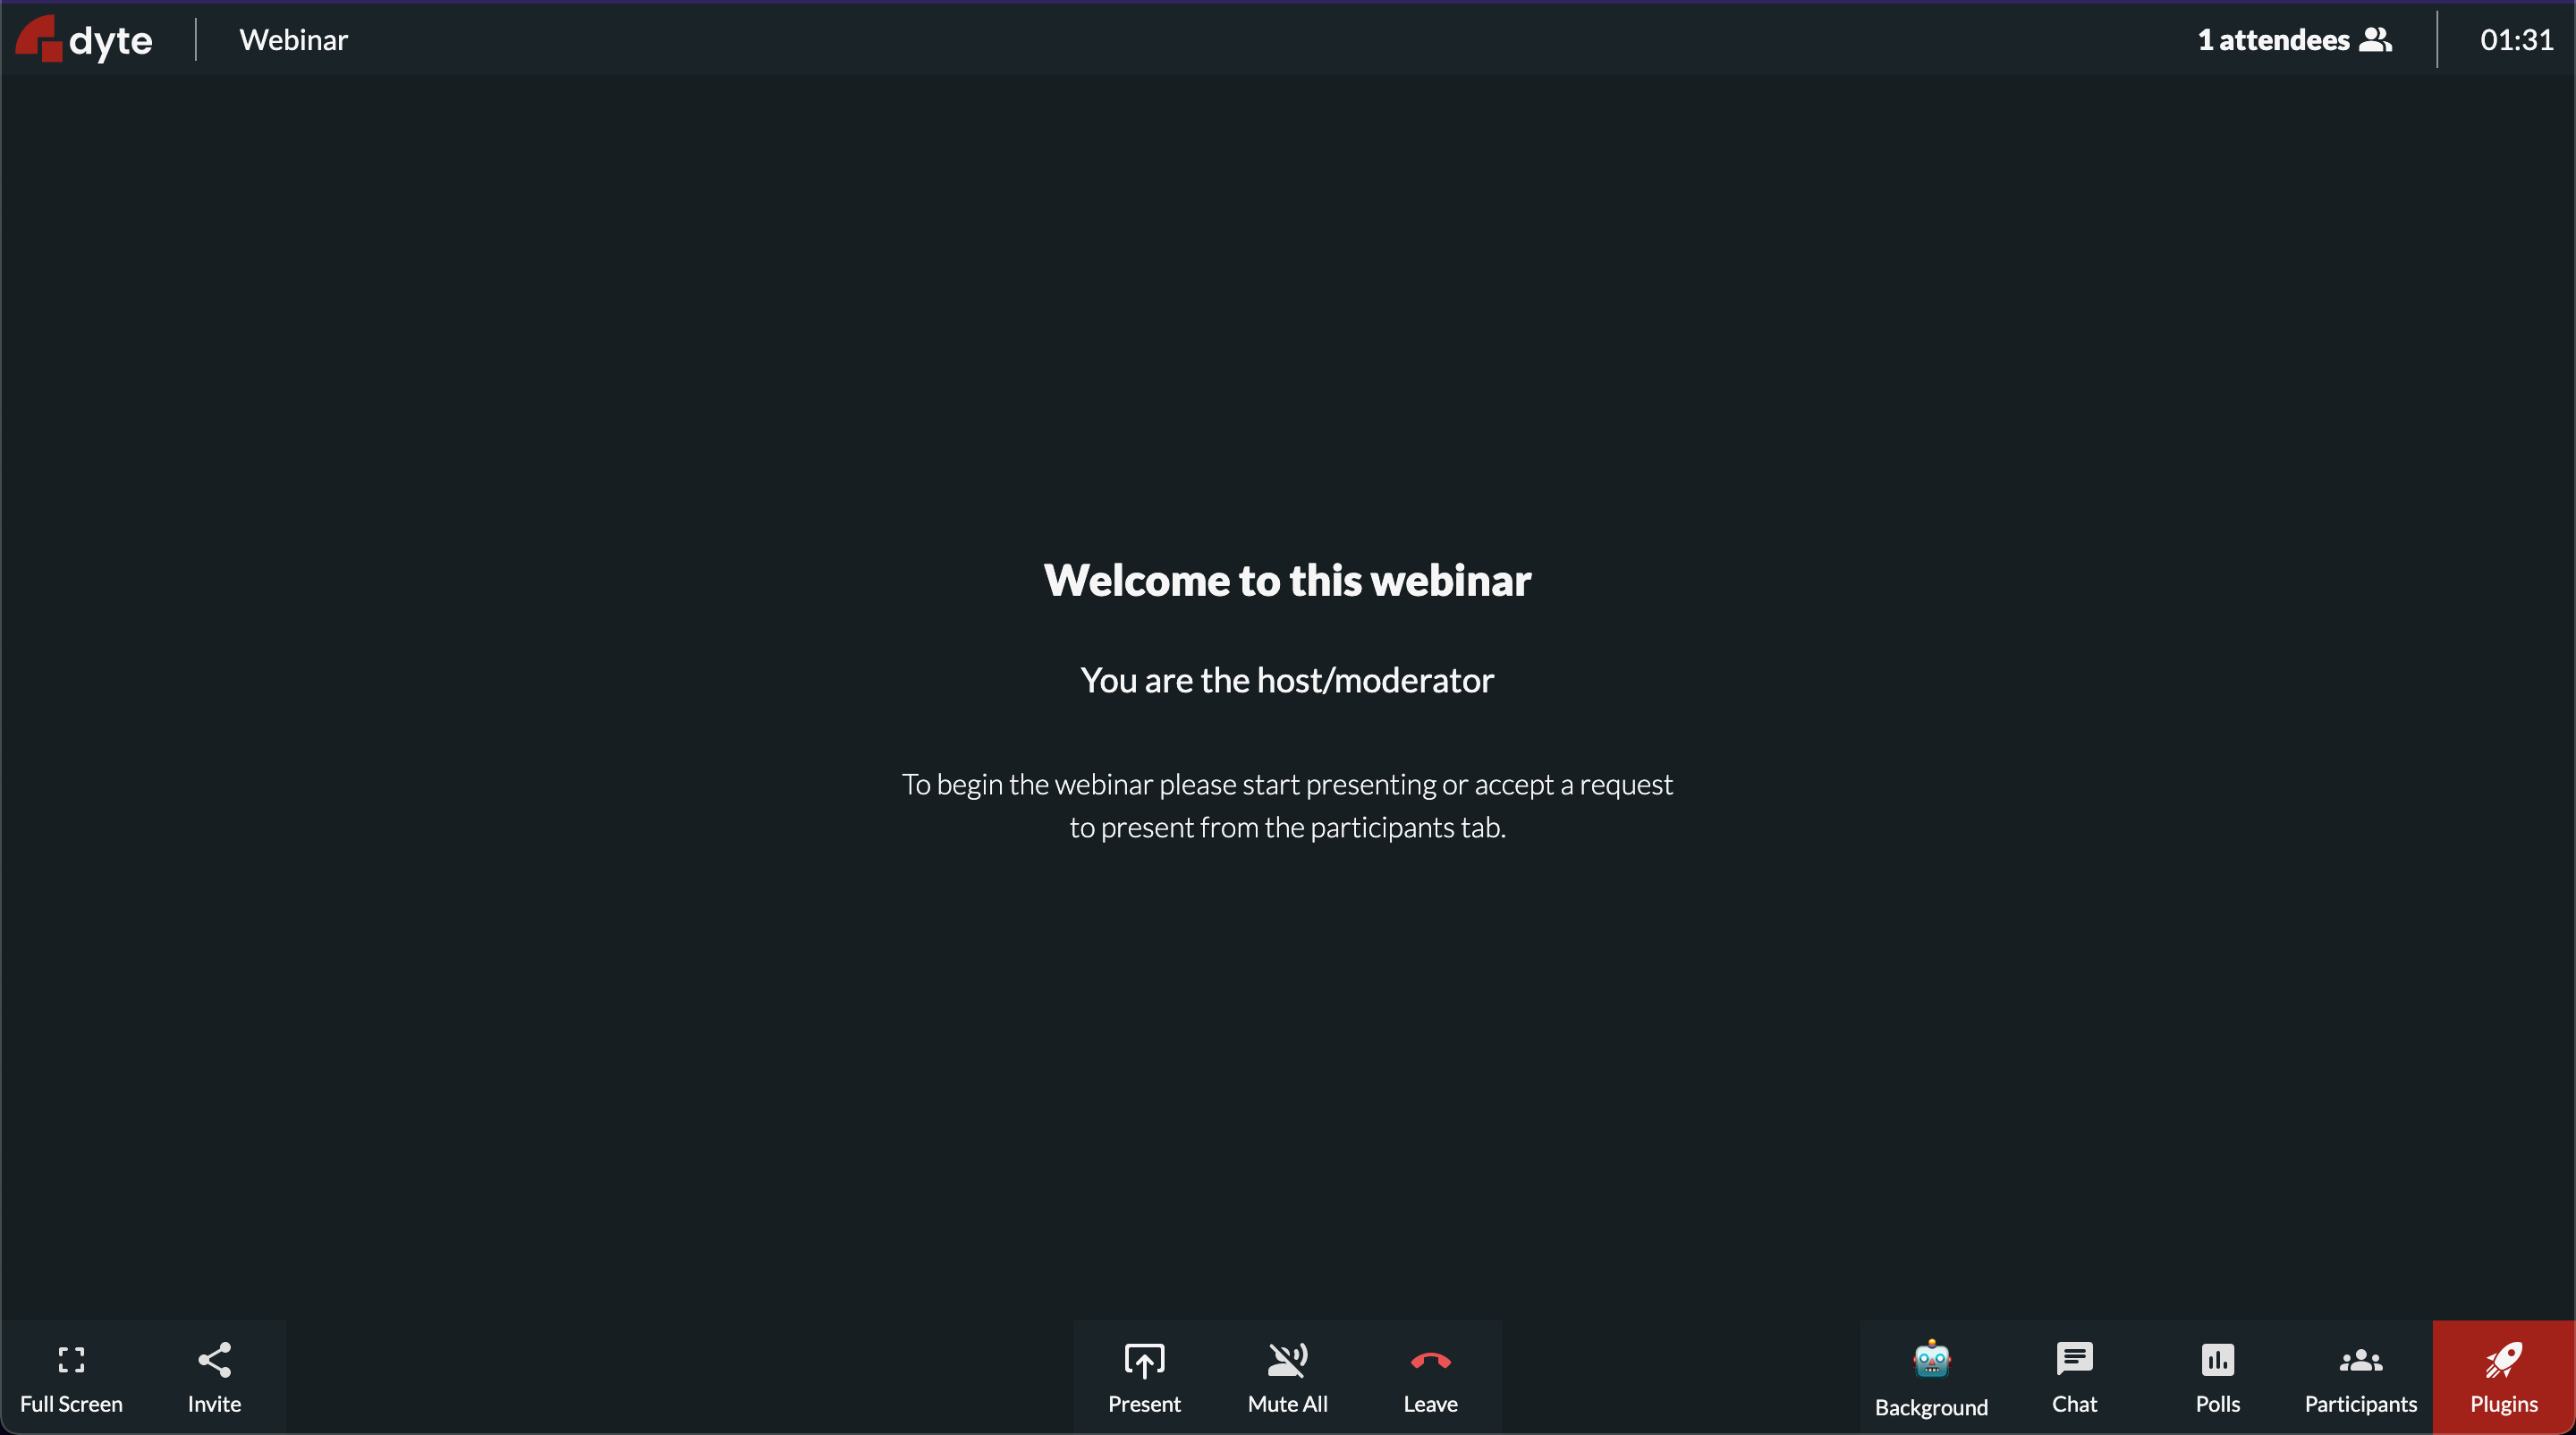 dyte
Webinar
1 attendees
01:31
Welcome to this webinar
You are the host/moderator
To begin the webinar please start presenting or accept a request
to present from the participants tab.
Full Screen
Invite
Present
Mute All
Leave
Background
Chat
Polls
Participants
Plugins